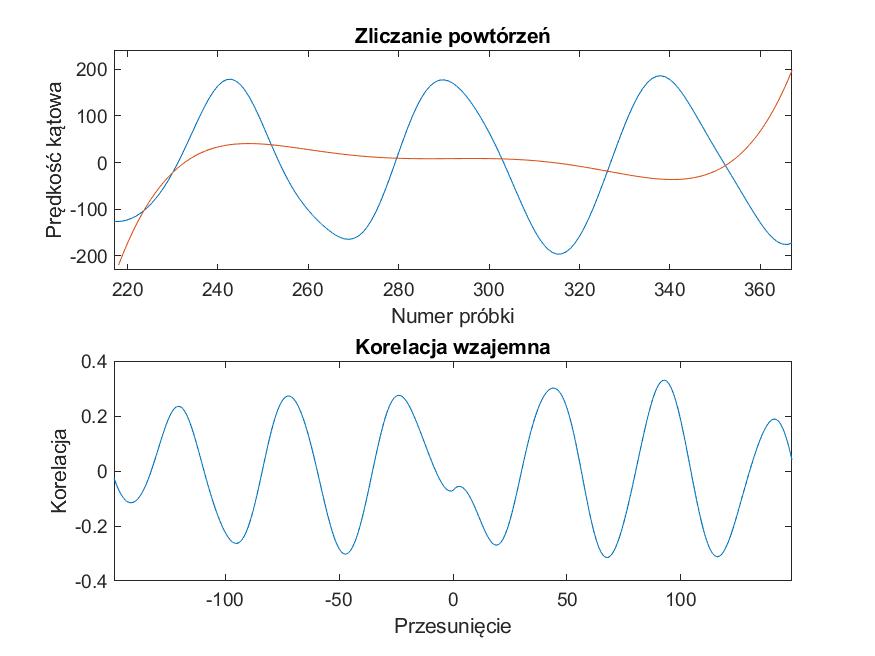 Zliczanie powtórzeń
200
100
0
-100
-200
Prędkość kątowa
220 240 260 280 300 320 340 360
Numer próbki
Korelacja wzajemna
0.4
0.2
0
-0.2
-0.4
Korelacja
-100 -50 0 50 100
Przesunięcie